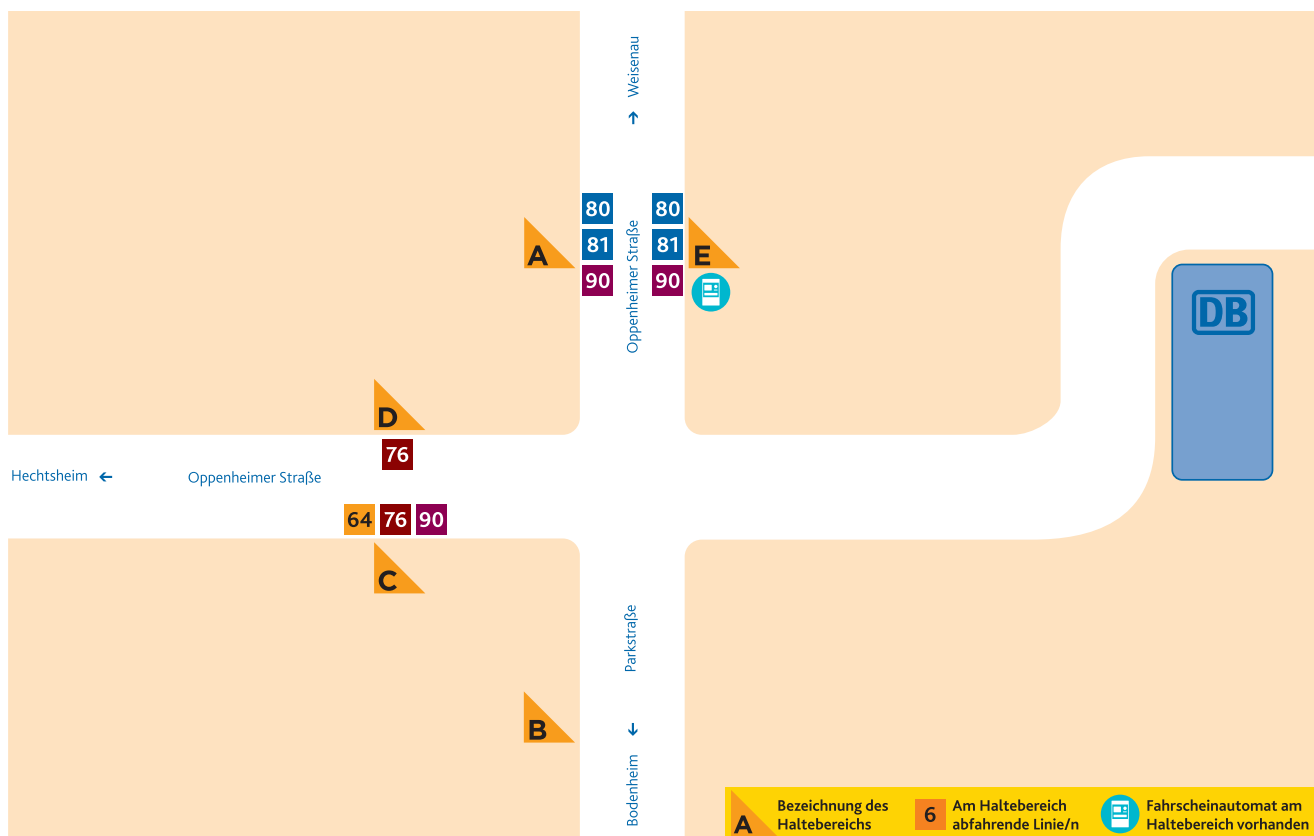 Weisenau
80
80
A
81
81
E
90
90
Oppenheimer Straße
DB
D
76
Hechtsheim
Oppenheimer Straße
64 76 90
C
Parkstraße
B
Bodenheim
A
Bezeichnung des
Haltebereichs
6
Am Haltebereich
abfahrende Linie/n
Fahrscheinautomat am
Haltebereich vorhanden